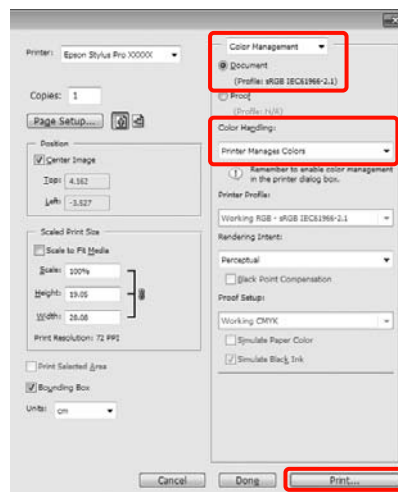 Printer: Epson Stylus Pro XXXXX
Copies: 1
Page Setup...
Position
Center Image
Top: 4.162
Left: -3.827
Scaled Print Size
Scale to Fit Media
Scale: 100%
Height: 19.05
Width: 28.08
Print Resolution: 72 PPI
Print Selected Area
Bounding Box
Units: cm
Color Management
Document
(Profile: sRGB IEC61966-2.1)
Proof
(Profile: N/A)
Color Handling:
Printer Manages Colors
Remember to enable color management
in the printer dialog box.
Printer Profile:
Working RGB - sRGB IEC61966-2.1
Rendering Intent:
Perceptual
Black Point Compensation
Proof Setup:
Working CMYK
Simulate Paper Color
Simulate Black Ink
Cancel
Done
Print...